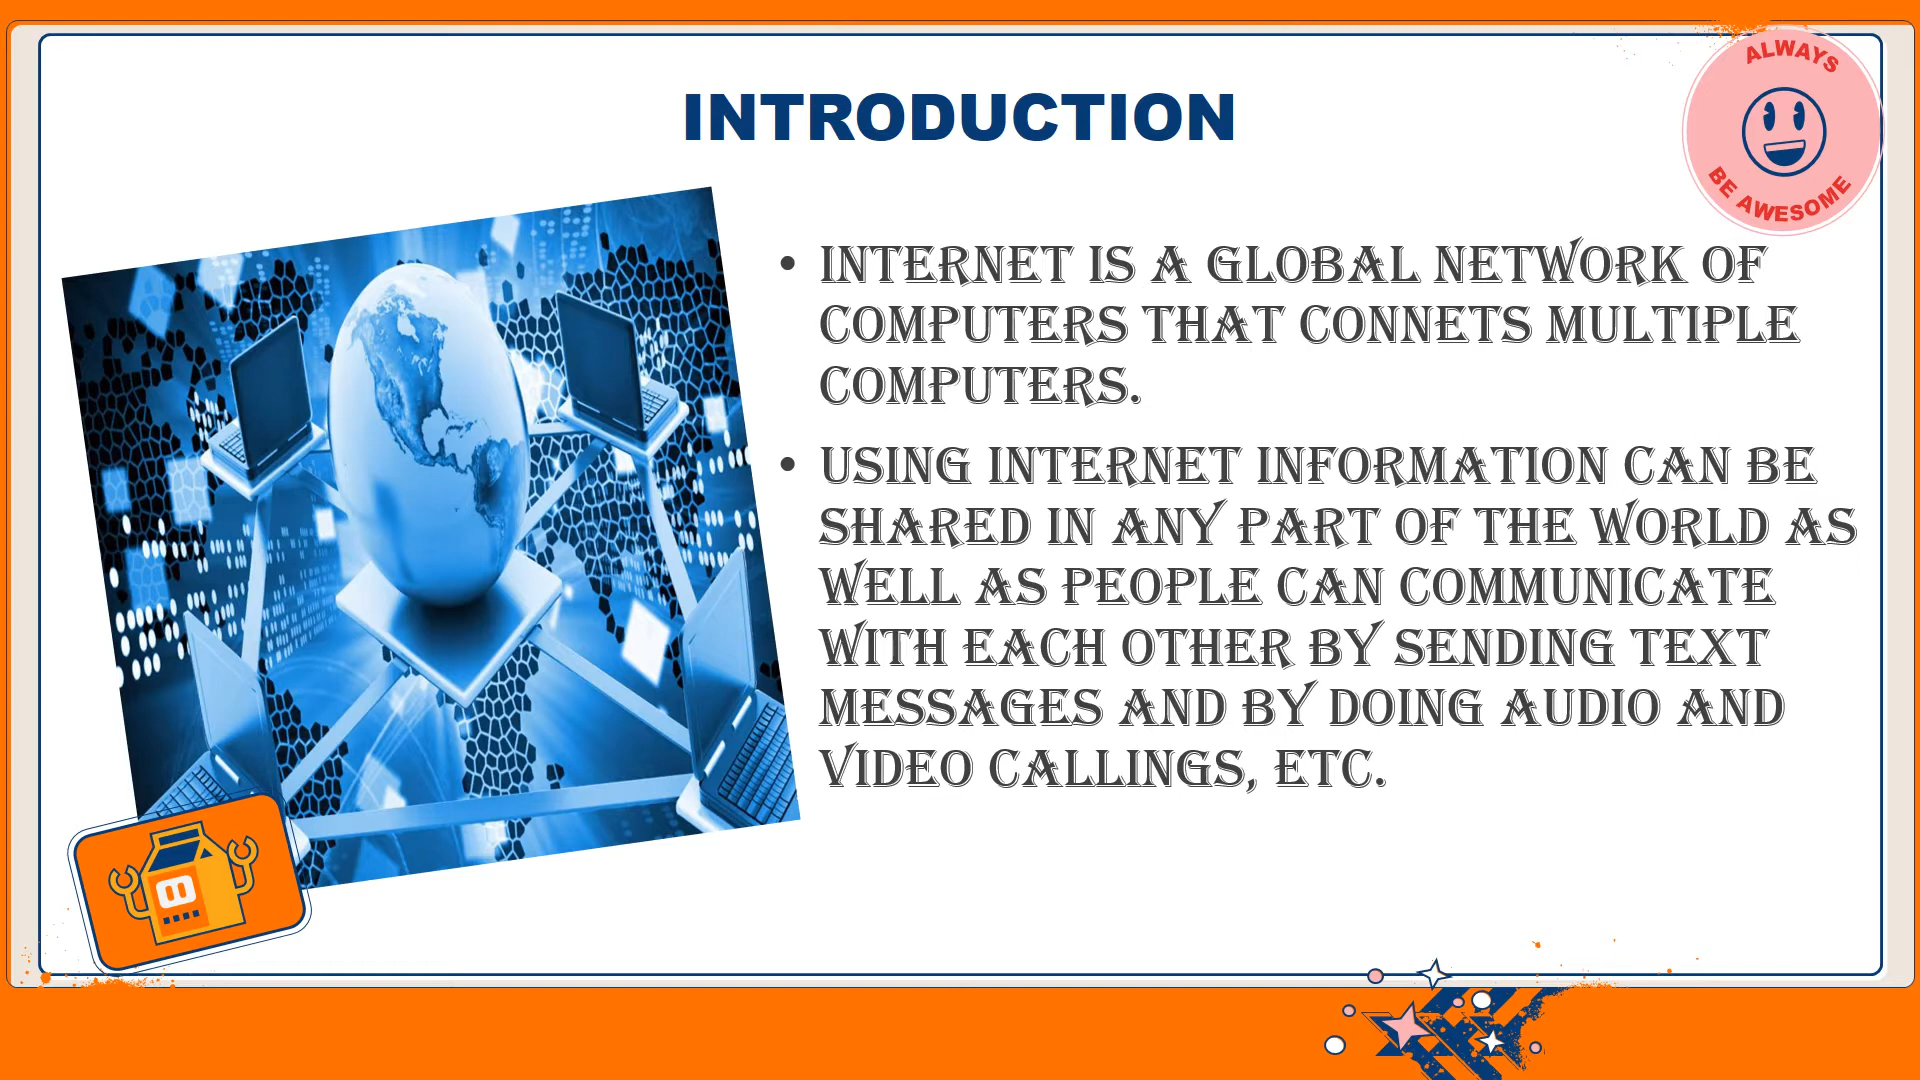 INTRODUCTION
ALWAYS
BE AWESOME
• INTERNET IS A GLOBAL NETWORK OF
COMPUTERS THAT CONNETS MULTIPLE
COMPUTERS.
• USING INTERNET INFORMATION CAN BE
SHARED IN ANY PART OF THE WORLD AS
WELL AS PEOPLE CAN COMMUNICATE
WITH EACH OTHER BY SENDING TEXT
MESSAGES AND BY DOING AUDIO AND
VIDEO CALLINGS, ETC.